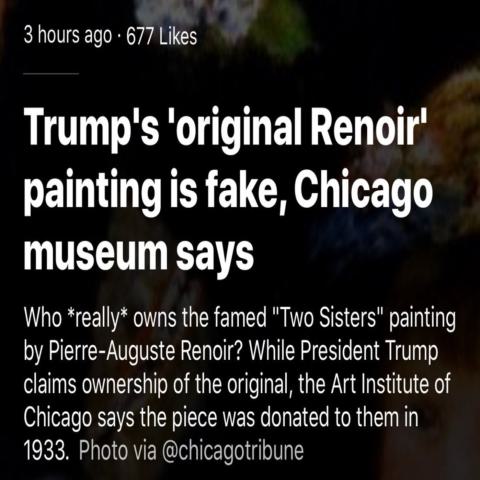 3 hours ago · 677 Likes
Trump's 'original Renoir'
painting is fake, Chicago
museum says
Who *really* owns the famed "Two Sisters" painting
by Pierre-Auguste Renoir? While President Trump
claims ownership of the original, the Art Institute of
Chicago says the piece was donated to them in
1933. Photo via @chicagotribune